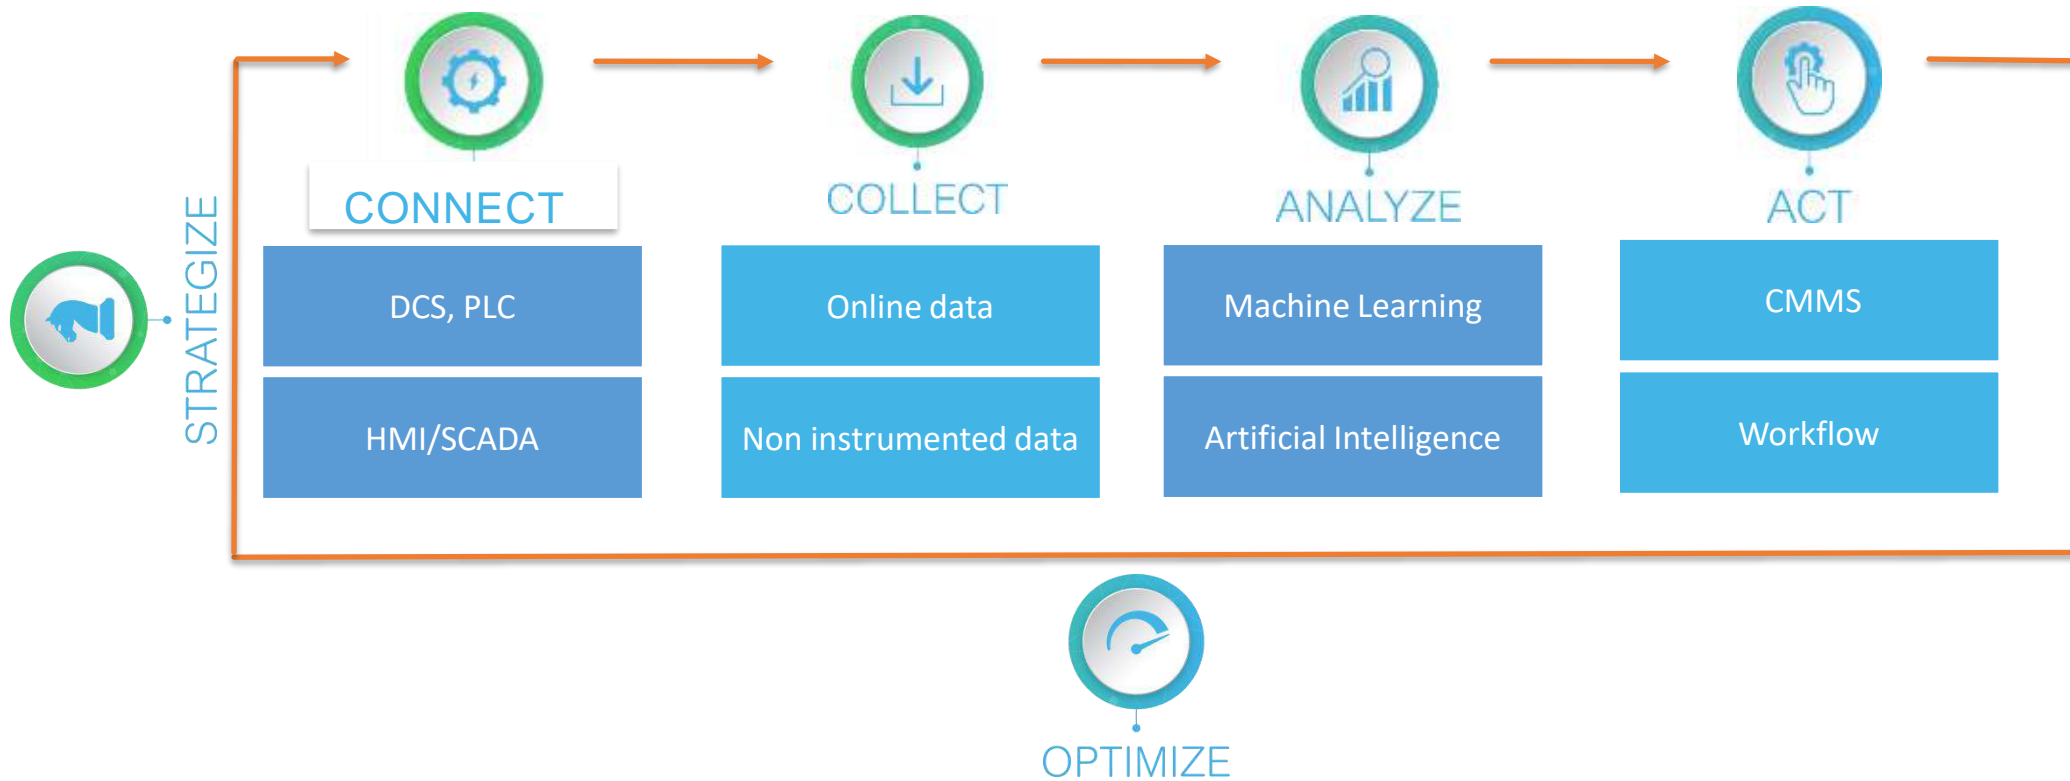 STRATEGIZE
CONNECT
COLLECT
ANALYZE
ACT
DCS, PLC
Online data
Machine Learning
CMMS
HMI/SCADA
Non instrumented data
Artificial Intelligence
Workflow
OPTIMIZE